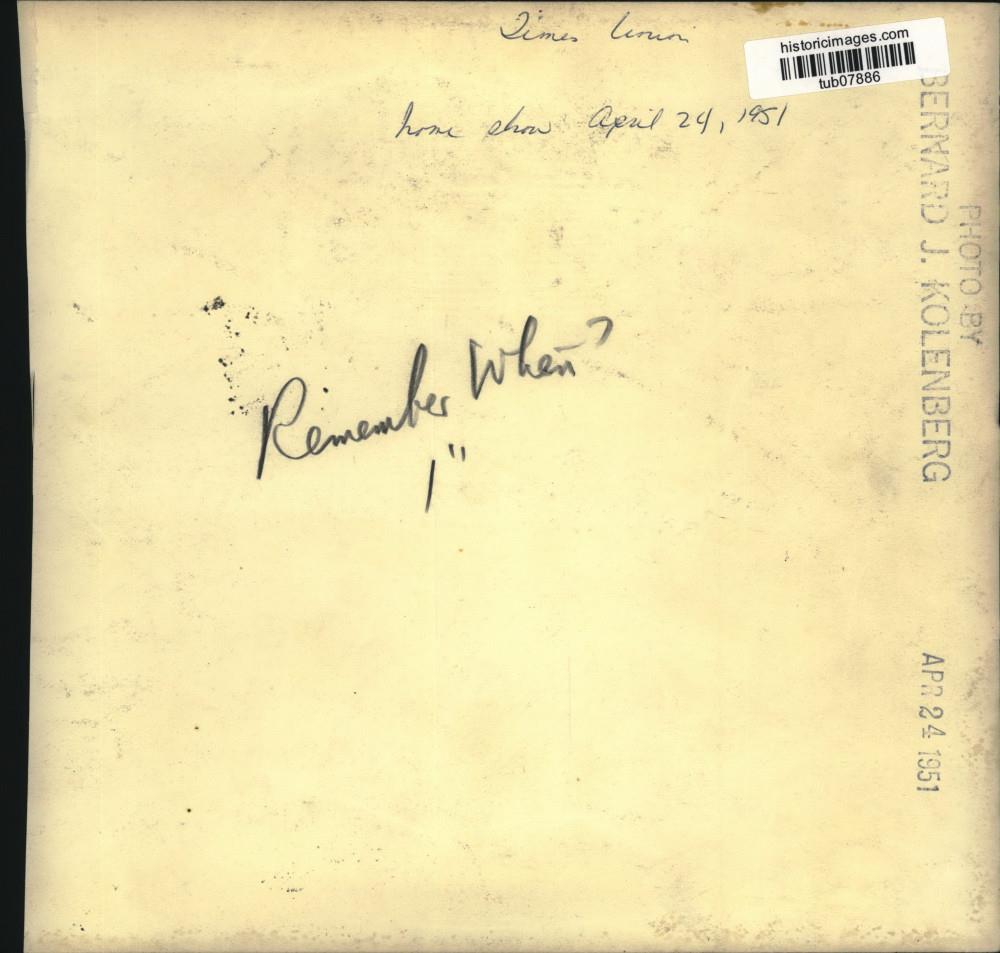 Times Union
historicimages.com
tub07886
home show April 24, 1951
PHOTO BY
BERNARD J. KOLENBERG
Remember When?
1"
APR 24 1951